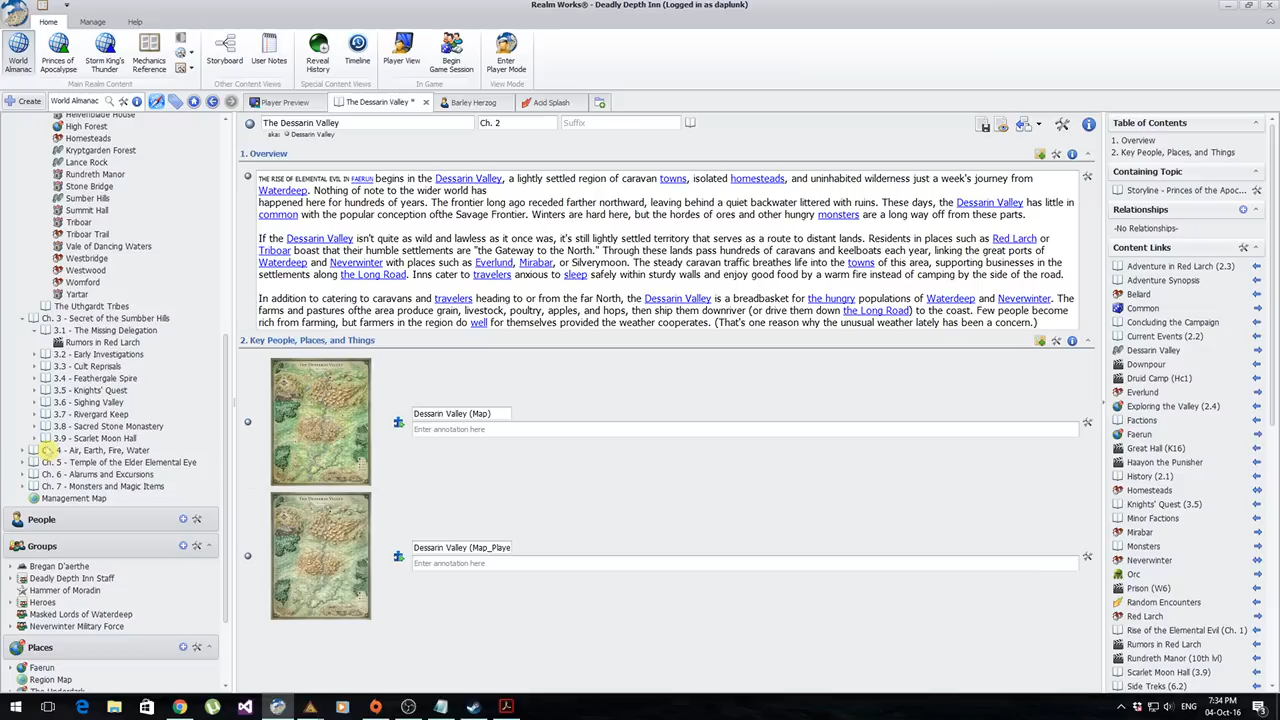 Realm Works® - Deadly Depth Inn (Logged in as daplunk)
Home Manage Help
World Almanac
Princes of Apocalypse
Storm King's Thunder
Mechanics Reference
Storyboard
User Notes
Reveal History
Timeline
Player View
Begin Game Session
Enter Player Mode
Main Realm Content
Other Content Views
Special Content Views
In Game
View Mode
Create
World Almanac
Player Preview
The Dessarin Valley *
Barley Herzog
Add Splash
Helvenblade House
High Forest
Homesteads
Kryptgarden Forest
Lance Rock
Rundreth Manor
Stone Bridge
Sumber Hills
Summit Hall
Triboar
Triboar Trail
Vale of Dancing Waters
Westbridge
Westwood
Womford
Yartar
The Uthgardt Tribes
Ch. 3 - Secret of the Sumbber Hills
3.1 - The Missing Delegation
Rumors in Red Larch
3.2 - Early Investigations
3.3 - Cult Reprisals
3.4 - Feathergale Spire
3.5 - Knights' Quest
3.6 - Sighing Valley
3.7 - Rivergard Keep
3.8 - Sacred Stone Monastery
3.9 - Scarlet Moon Hall
4 - Air, Earth, Fire, Water
Ch. 5 - Temple of the Elder Elemental Eye
Ch. 6 - Alarums and Excursions
Ch. 7 - Monsters and Magic Items
Management Map
People
Groups
Bregan D'aerthe
Deadly Depth Inn Staff
Hammer of Moradin
Heroes
Masked Lords of Waterdeep
Neverwinter Military Force
Places
Faerun
Region Map
The Underdark
The Dessarin Valley
Ch. 2
Suffix
aka: Dessarin Valley
1. Overview
THE RISE OF ELEMENTAL EVIL IN FAERUN begins in the Dessarin Valley, a lightly settled region of caravan towns, isolated homesteads, and uninhabited wilderness just a week's journey from
Waterdeep. Nothing of note to the wider world has
happened here for hundreds of years. The frontier long ago receded farther northward, leaving behind a quiet backwater littered with ruins. These days, the Dessarin Valley has little in
common with the popular conception ofthe Savage Frontier. Winters are hard here, but the hordes of ores and other hungry monsters are a long way off from these parts.
If the Dessarin Valley isn't quite as wild and lawless as it once was, it's still lightly settled territory that serves as a route to distant lands. Residents in places such as Red Larch or
Triboar boast that their humble settlements are "the Gateway to the North." Through these lands pass hundreds of caravans and keelboats each year, linking the great ports of
Waterdeep and Neverwinter with places such as Everlund, Mirabar, or Silverymoon. The steady caravan traffic breathes life into the towns of this area, supporting businesses in the
settlements along the Long Road. Inns cater to travelers anxious to sleep safely within sturdy walls and enjoy good food by a warm fire instead of camping by the side of the road.
In addition to catering to caravans and travelers heading to or from the far North, the Dessarin Valley is a breadbasket for the hungry populations of Waterdeep and Neverwinter. The
farms and pastures ofthe area produce grain, livestock, poultry, apples, and hops, then ship them downriver (or drive them down the Long Road) to the coast. Few people become
rich from farming, but farmers in the region do well for themselves provided the weather cooperates. (That's one reason why the unusual weather lately has been a concern.)
2. Key People, Places, and Things
THE DESSARIN VALLEY
Dessarin Valley (Map)
Enter annotation here
THE DESSARIN VALLEY
Dessarin Valley (Map_Playe
Enter annotation here
Table of Contents
1. Overview
2. Key People, Places, and Things
Containing Topic
Storyline - Princes of the Apoc...
Relationships
-No Relationships-
Content Links
Adventure in Red Larch (2.3)
Adventure Synopsis
Bellard
Common
Concluding the Campaign
Current Events (2.2)
Dessarin Valley
Downpour
Druid Camp (Hc1)
Everlund
Exploring the Valley (2.4)
Factions
Faerun
Great Hall (K16)
Haayon the Punisher
History (2.1)
Homesteads
Knights' Quest (3.5)
Minor Factions
Mirabar
Monsters
Neverwinter
Orc
Prison (W6)
Random Encounters
Red Larch
Rise of the Elemental Evil (Ch. 1)
Rumors in Red Larch
Rundreth Manor (10th lvl)
Scarlet Moon Hall (3.9)
Side Treks (6.2)
7:34 PM
04-Oct-16